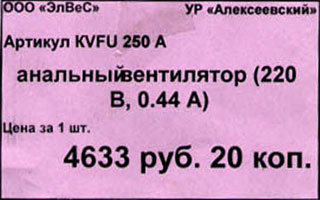 ООО «ЭлВеС» УР «Алексеевский»
Артикул KVFU 250 А
анальныйвентилятор (220
В, 0.44 А)
Цена за 1 шт.
4633 руб. 20 коп.